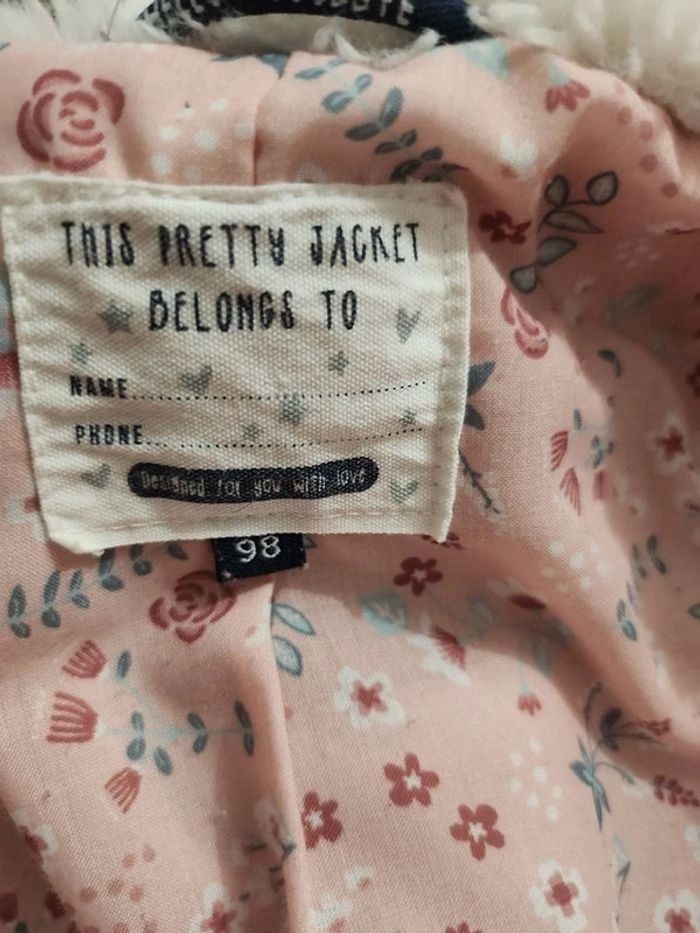 THIS PRETTY JACKET
BELONGS TO
NAME
PHONE
Designed for you with love
98